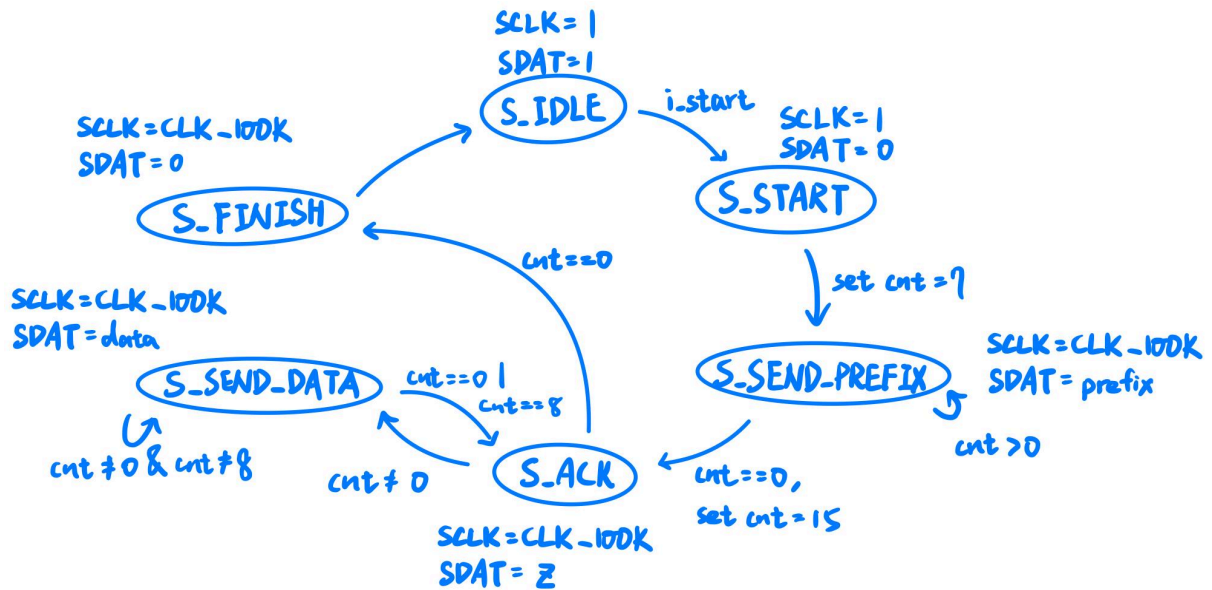 SCLK = 1
SDAT = 1
S_IDLE
i_start
SCLK = 1
SDAT = 0
S_START
set cnt = 7
SCLK = CLK_100K
SDAT = prefix
S_SEND_PREFIX
cnt > 0
cnt == 0,
set cnt = 15
S_ACK
SCLK = CLK_100K
SDAT = Z
cnt ≠ 0
cnt == 0 |
cnt == 8
SCLK = CLK_100K
SDAT = data
S_SEND_DATA
cnt ≠ 0 & cnt ≠ 8
cnt == 0
SCLK = CLK_100K
SDAT = 0
S_FINISH